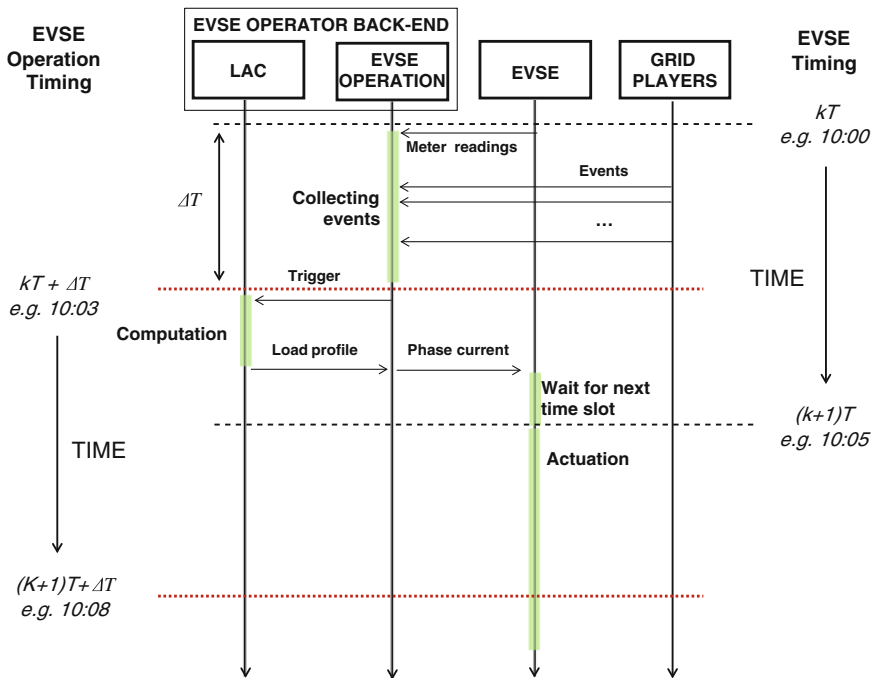 EVSE
Operation
Timing
EVSE OPERATOR BACK-END
LAC
EVSE
OPERATION
EVSE
GRID
PLAYERS
EVSE
Timing
kT
e.g. 10:00
Meter readings
Events
ΔT
Collecting
events
...
kT + ΔT
e.g. 10:03
Trigger
TIME
Computation
Load profile
Phase current
Wait for next
time slot
(k+1)T
e.g. 10:05
TIME
Actuation
(K+1)T+ ΔT
e.g. 10:08